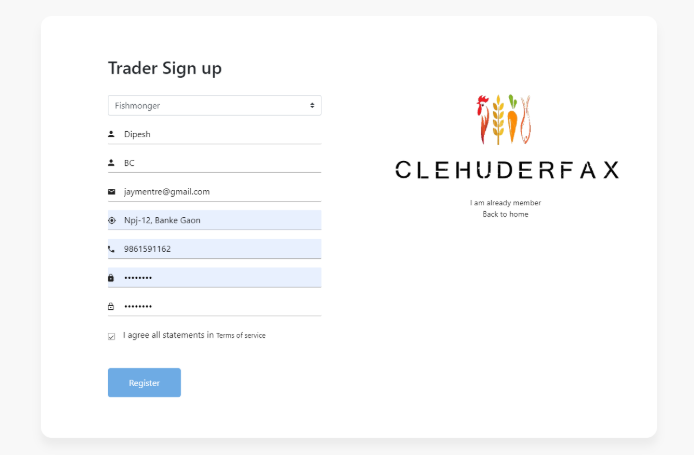 Trader Sign up
Fishmonger
Dipesh
BC
jaymentre@gmail.com
Npj-12, Banke Gaon
9861591162
••••••••
••••••••
I agree all statements in Terms of service
Register
CLEHUDERFAX
I am already member
Back to home